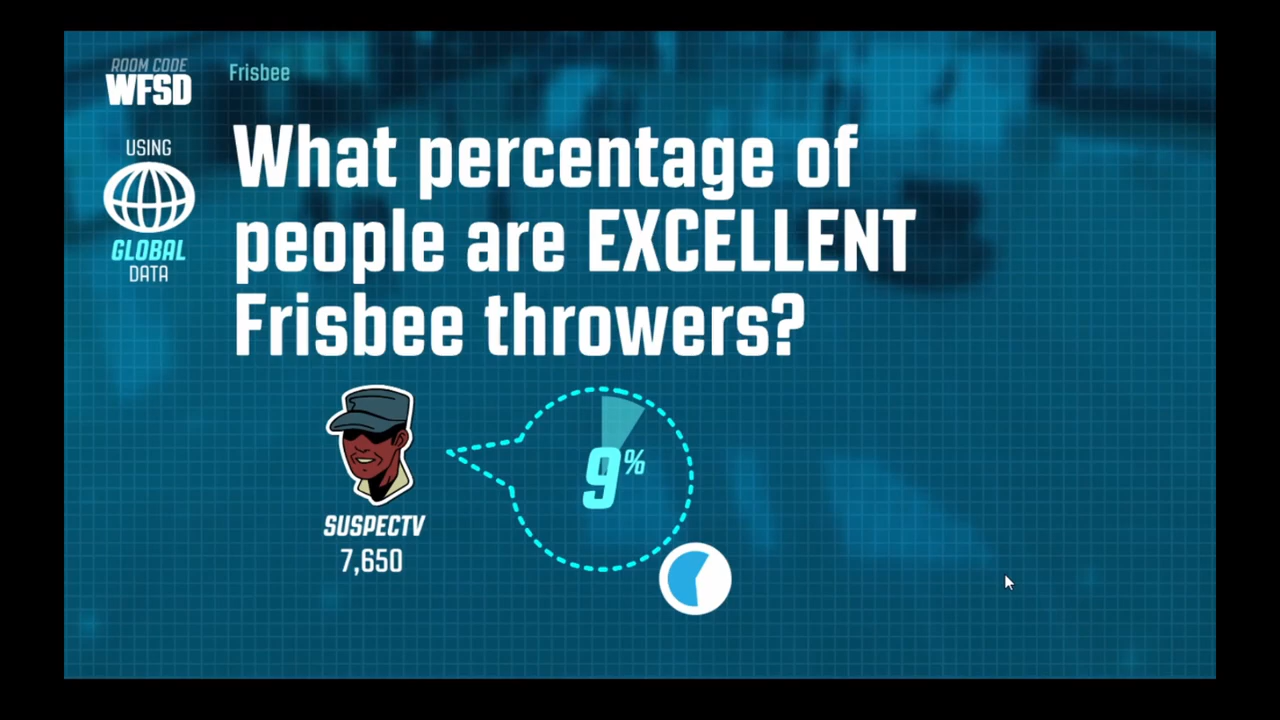 ROOM CODE
WFSD
Frisbee
USING
GLOBAL
DATA
What percentage of
people are EXCELLENT
Frisbee throwers?
9%
SUSPECTV
7,650